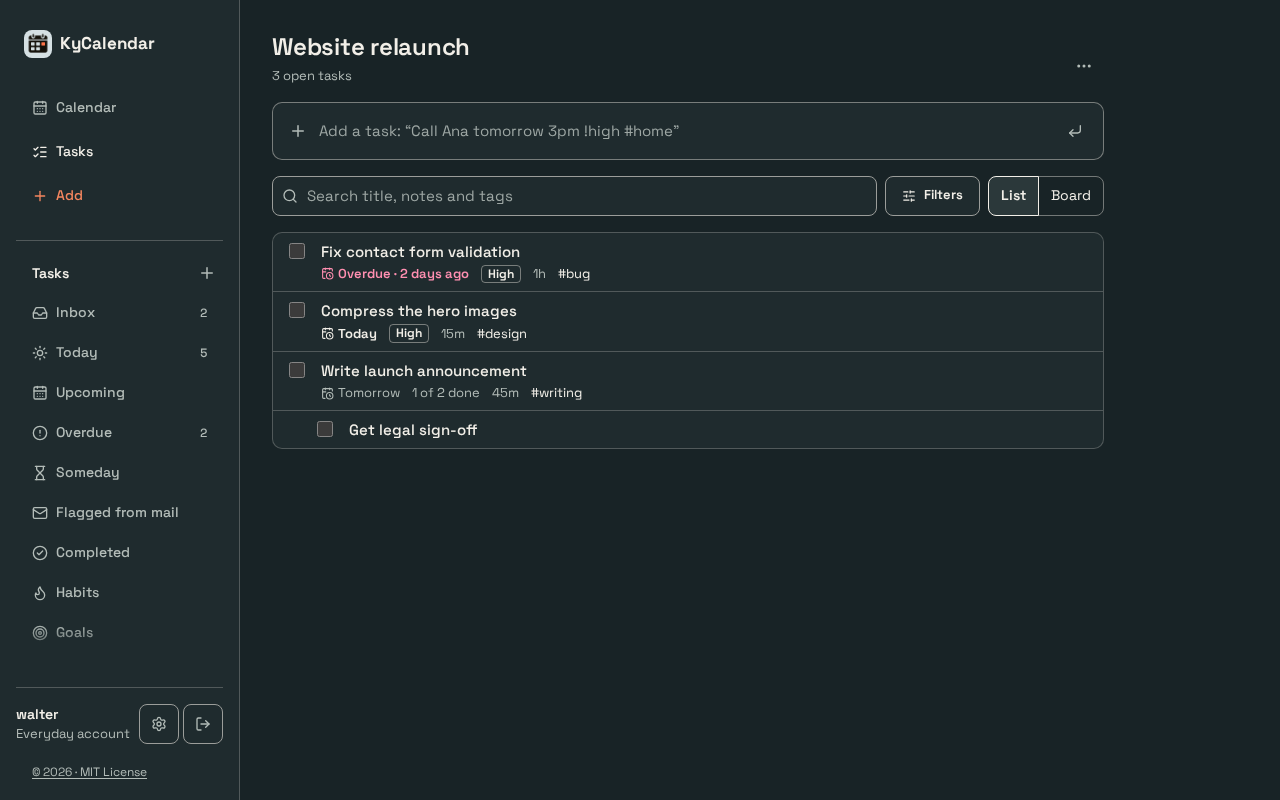 KyCalendar
Calendar
Tasks
Add
Tasks
Inbox 2
Today 5
Upcoming
Overdue 2
Someday
Flagged from mail
Completed
Habits
Goals
walter
Everyday account
© 2026 · MIT License
Website relaunch
3 open tasks
Add a task: “Call Ana tomorrow 3pm !high #home”
Search title, notes and tags
Filters
List
Board
Fix contact form validation
Overdue · 2 days ago High 1h #bug
Compress the hero images
Today High 15m #design
Write launch announcement
Tomorrow 1 of 2 done 45m #writing
Get legal sign-off